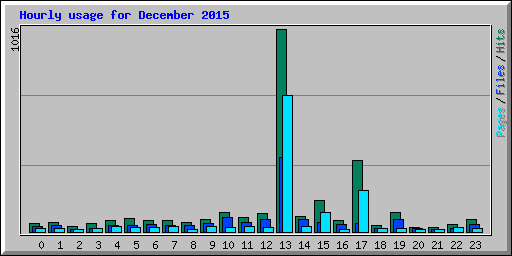 Hourly usage for December 2015
1016
Pages/Files/Hits
0 1 2 3 4 5 6 7 8 9 10 11 12 13 14 15 16 17 18 19 20 21 22 23